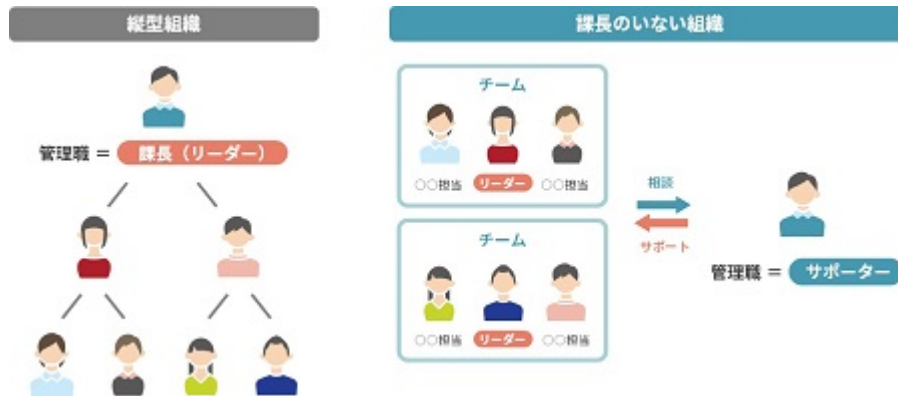 縦型組織
管理職 = 課長（リーダー）
課長のいない組織
チーム
○○担当 リーダー ○○担当
チーム
○○担当 リーダー ○○担当
相談
サポート
管理職 = サポーター